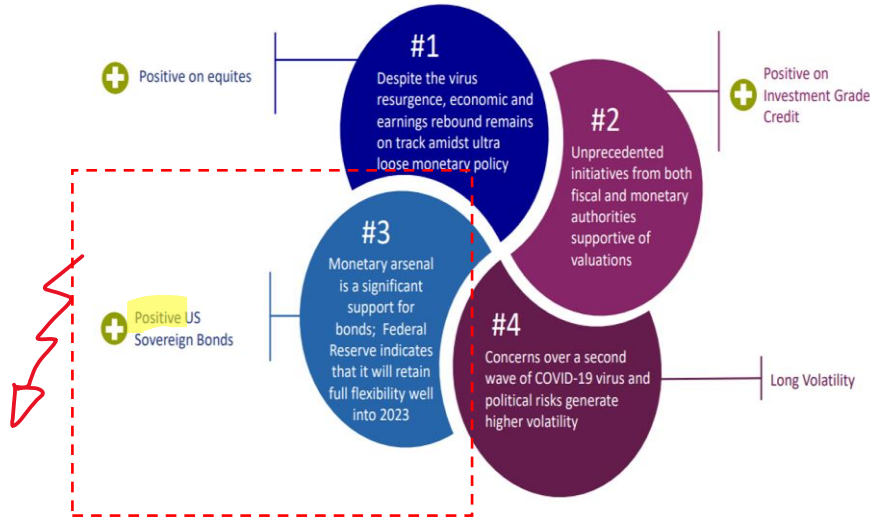 #1
Despite the virus
resurgence, economic and
earnings rebound remains
on track amidst ultra
loose monetary policy
Positive on equites
#2
Unprecedented
initiatives from both
fiscal and monetary
authorities
supportive of
valuations
Positive on
Investment Grade
Credit
#3
Monetary arsenal
is a significant
support for
bonds; Federal
Reserve indicates
that it will retain
full flexibility well
into 2023
Positive US
Sovereign Bonds
#4
Concerns over a second
wave of COVID-19 virus and
political risks generate
higher volatility
Long Volatility